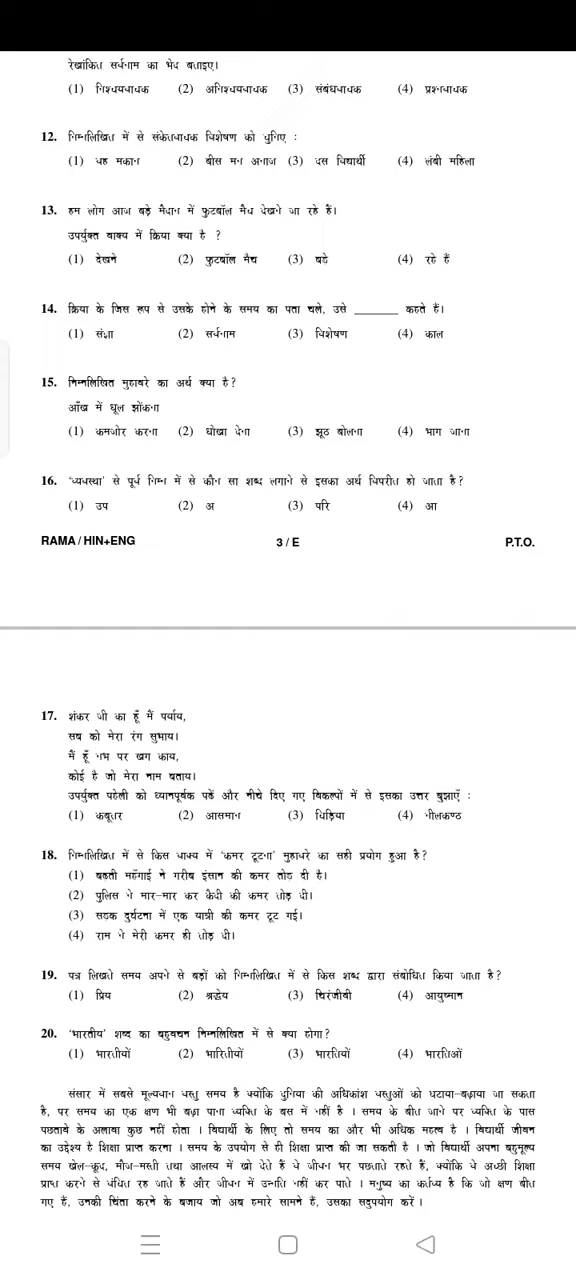 रेखांकित सर्वनाम का भेद बताइए।
(1) निश्चयवाचक (2) अनिश्चयवाचक (3) संबंधवाचक (4) प्रश्नवाचक
12. निम्नलिखित में से संकेतवाचक विशेषण को चुनिए :
(1) वह मकान (2) बीस मन अनाज (3) दस विद्यार्थी (4) लंबी महिला
13. हम लोग आज बड़े मैदान में फुटबॉल मैच देखने जा रहे हैं।
उपर्युक्त वाक्य में क्रिया क्या है ?
(1) देखने (2) फुटबॉल मैच (3) बड़े (4) रहे हैं
14. क्रिया के जिस रूप से उसके होने के समय का पता चले, उसे ________ कहते हैं।
(1) संज्ञा (2) सर्वनाम (3) विशेषण (4) काल
15. निम्नलिखित मुहावरे का अर्थ क्या है?
आँख में धूल झोंकना
(1) कमजोर करना (2) धोखा देना (3) झूठ बोलना (4) भाग जाना
16. ‘व्यवस्था’ से पूर्व निम्न में से कौन सा शब्द लगाने से इसका अर्थ विपरीत हो जाता है?
(1) उप (2) अ (3) परि (4) आ
RAMA / HIN+ENG 3 / E P.T.O.
17. शंकर जी का हूँ मैं पर्याय,
सब को मेरा रंग सुभाय।
मैं हूँ नभ पर खग काय,
कोई है जो मेरा नाम बताय।
उपर्युक्त पहेली को ध्यानपूर्वक पढें और नीचे दिए गए विकल्पों में से इसका उत्तर बुझाएँ :
(1) कबूतर (2) आसमान (3) चिड़िया (4) नीलकण्ठ
18. निम्नलिखित में से किस वाक्य में ‘कमर टूटना’ मुहावरे का सही प्रयोग हुआ है?
(1) बढती महँगाई ने गरीब इंसान की कमर तोड दी है।
(2) पुलिस ने मार-मार कर कैदी की कमर तोड़ दी।
(3) सडक दुर्घटना में एक यात्री की कमर टूट गई।
(4) राम ने मेरी कमर ही तोड़ दी।
19. पत्र लिखते समय अपने से बड़ों को निम्नलिखित में से किस शब्द द्वारा संबोधित किया जाता है?
(1) प्रिय (2) श्रद्धेय (3) चिरंजीवी (4) आयुष्मान
20. ‘भारतीय’ शब्द का बहुवचन निम्नलिखित में से क्या होगा?
(1) भारतीयों (2) भारितीयों (3) भारतियों (4) भारतिओं
संसार में सबसे मूल्यवान वस्तु समय है क्योंकि दुनिया की अधिकांश वस्तुओं को घटाया-बढ़ाया जा सकता
है, पर समय का एक क्षण भी बढ़ा पाना व्यक्ति के बस में नहीं है । समय के बीत जाने पर व्यक्ति के पास
पछतावे के अलावा कुछ नहीं होता । विद्यार्थी के लिए तो समय का और भी अधिक महत्व है । विद्यार्थी जीवन
का उद्देश्य है शिक्षा प्राप्त करना । समय के उपयोग से ही शिक्षा प्राप्त की जा सकती है । जो विद्यार्थी अपना बहुमूल्य
समय खेल-कूद, मौज-मस्ती तथा आलस्य में खो देते हैं वे जीवन भर पछताते रहते हैं, क्योंकि वे अच्छी शिक्षा
प्राप्त करने से वंचित रह जाते हैं और जीवन में उन्नति नहीं कर पाते । मनुष्य का कर्तव्य है कि जो क्षण बीत
गए हैं, उनकी चिंता करने के बजाय जो अब हमारे सामने हैं, उसका सदुपयोग करें ।